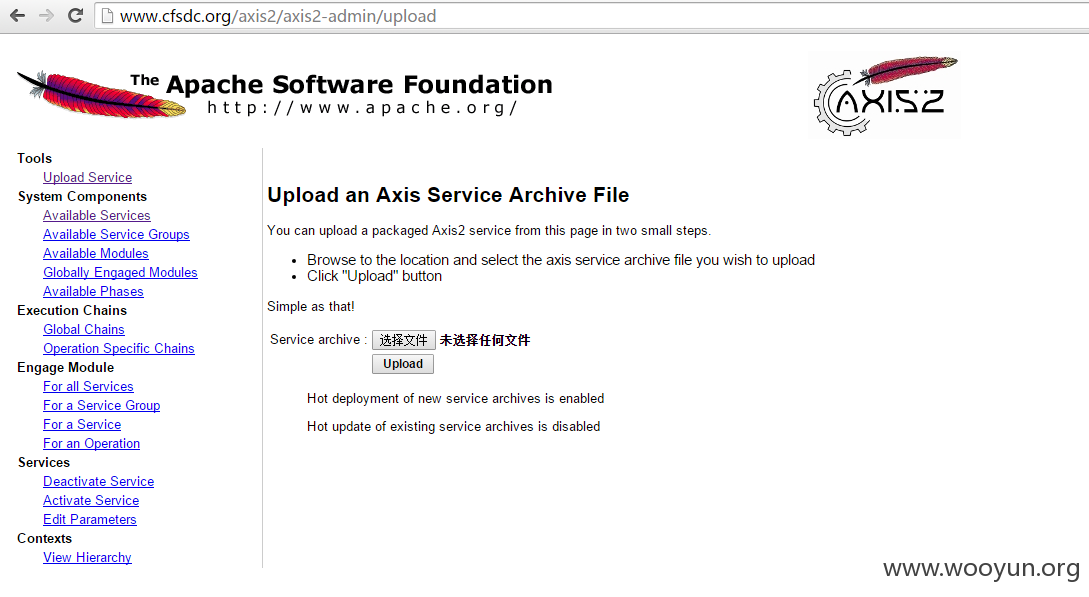 www.cfsdc.org/axis2/axis2-admin/upload
The Apache Software Foundation
http://www.apache.org/
AXIS2
Tools
Upload Service
System Components
Available Services
Available Service Groups
Available Modules
Globally Engaged Modules
Available Phases
Execution Chains
Global Chains
Operation Specific Chains
Engage Module
For all Services
For a Service Group
For a Service
For an Operation
Services
Deactivate Service
Activate Service
Edit Parameters
Contexts
View Hierarchy
Upload an Axis Service Archive File
You can upload a packaged Axis2 service from this page in two small steps.
• Browse to the location and select the axis service archive file you wish to upload
• Click "Upload" button
Simple as that!
Service archive : 选择文件 未选择任何文件
Upload
Hot deployment of new service archives is enabled
Hot update of existing service archives is disabled
www.wooyun.org